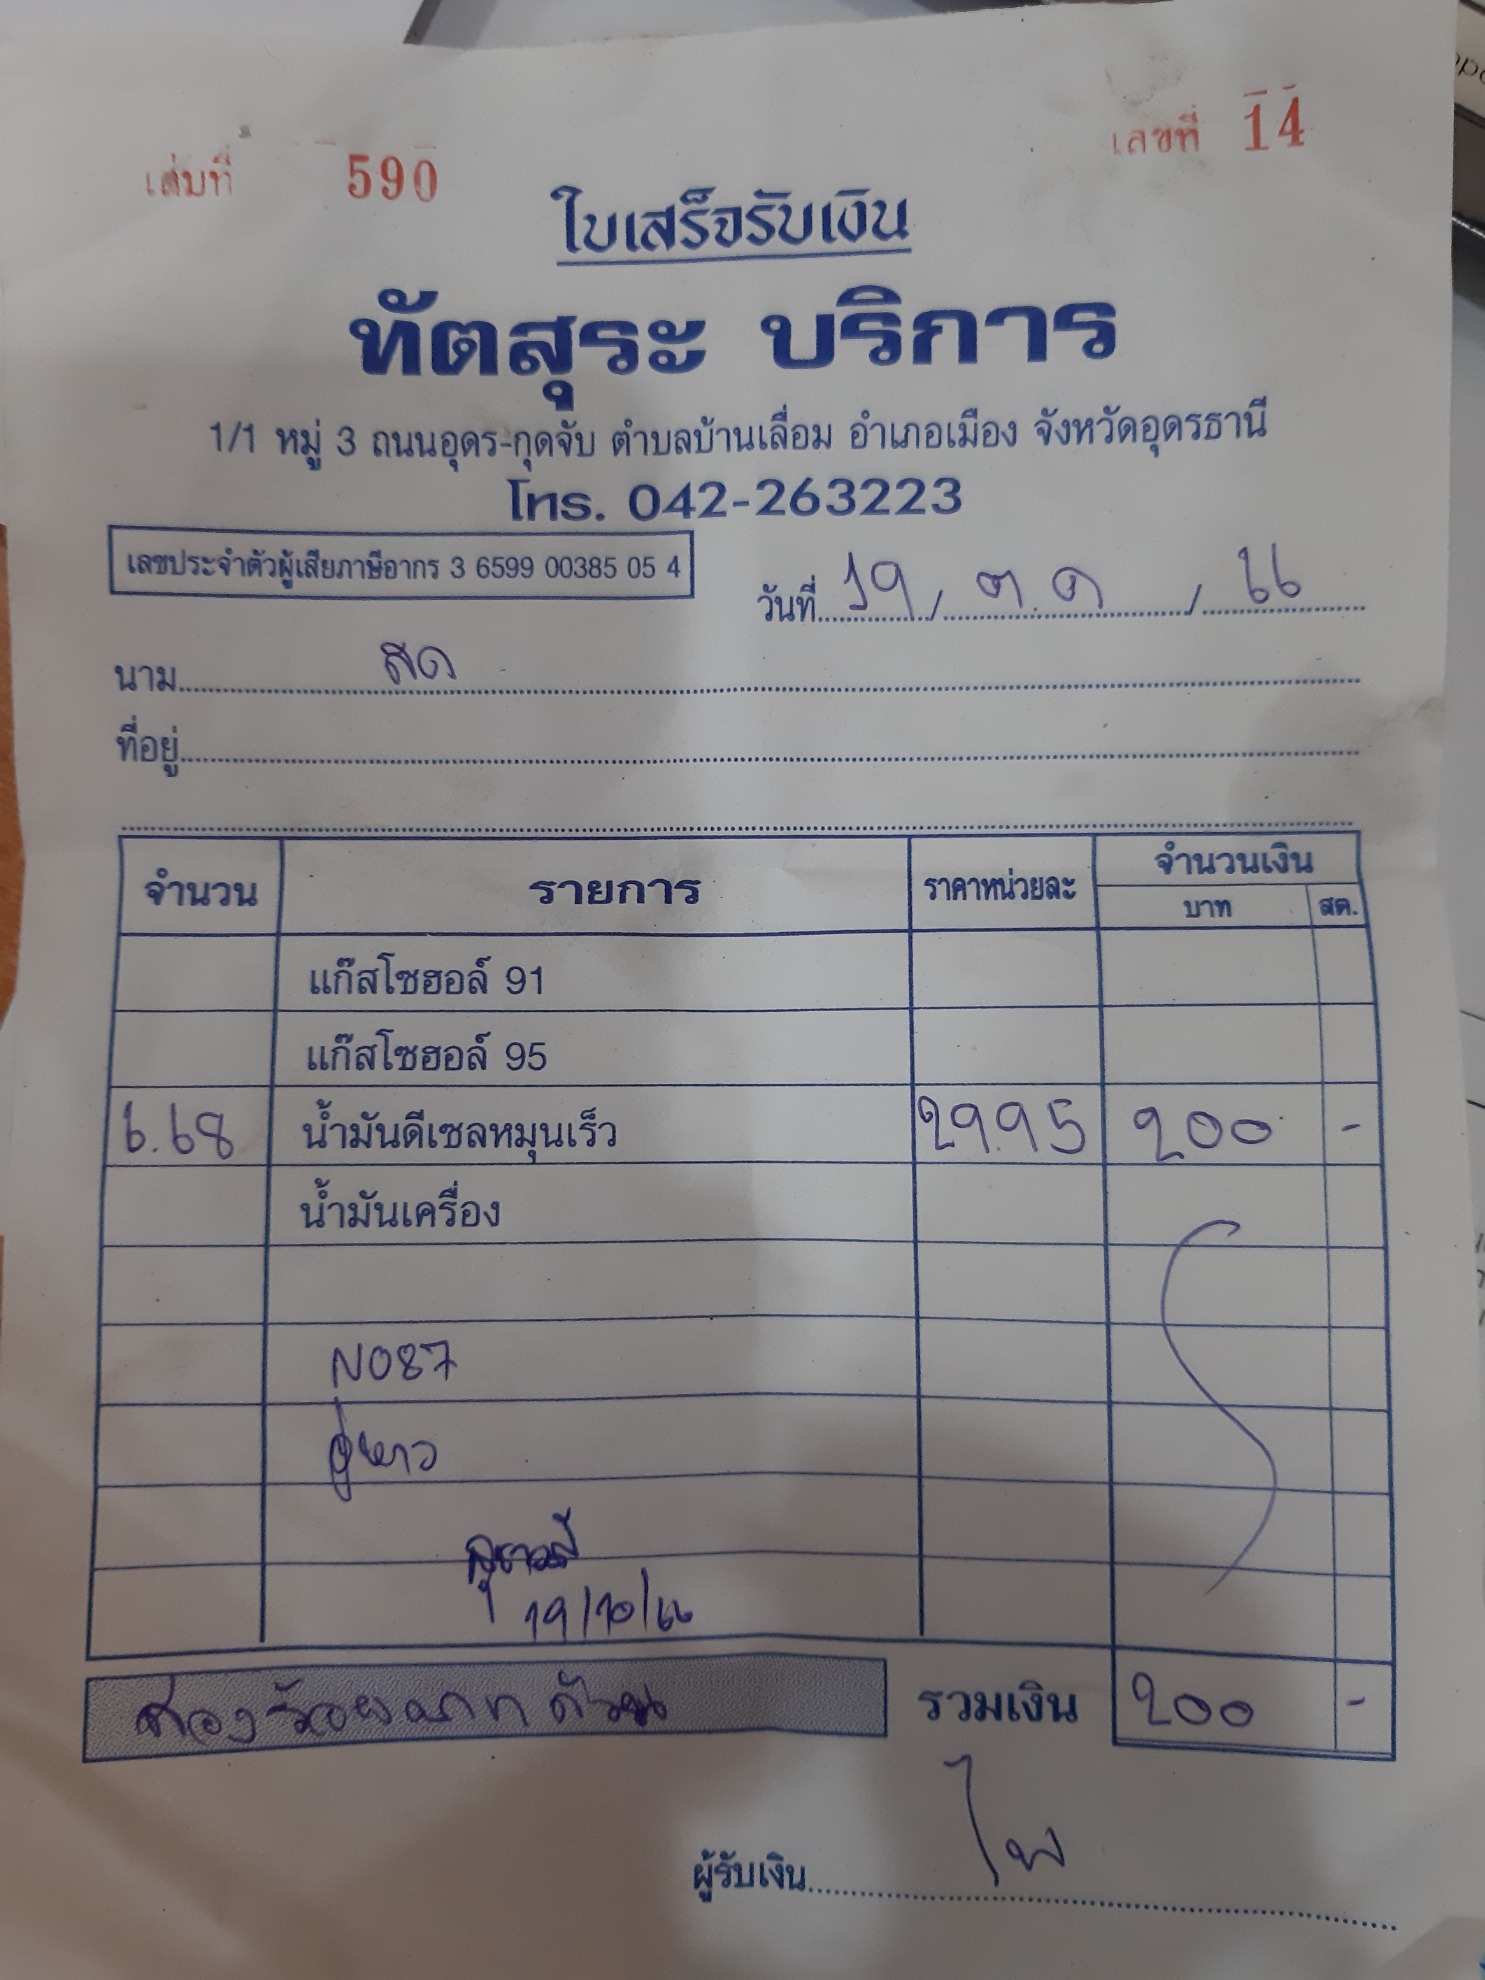 เล่มที่ 590
เลขที่ 14
ใบเสร็จรับเงิน
ทัตสุระ บริการ
1/1 หมู่ 3 ถนนอุดร-กุดจับ ตำบลบ้านเลื่อม อำเภอเมือง จังหวัดอุดรธานี
โทร. 042-263223
เลขประจำตัวผู้เสียภาษีอากร 3 6599 00385 05 4
วันที่ 19 / ต.ค / 66
นาม สด
ที่อยู่
จำนวน รายการ ราคาหน่วยละ จำนวนเงิน
บาท สต.
แก๊สโซฮอล์ 91
แก๊สโซฮอล์ 95
6.68 น้ำมันดีเซลหมุนเร็ว 29.95 200 -
น้ำมันเครื่อง
N087
19/10/66
สองร้อยบาทถ้วน รวมเงิน 200 -
ผู้รับเงิน